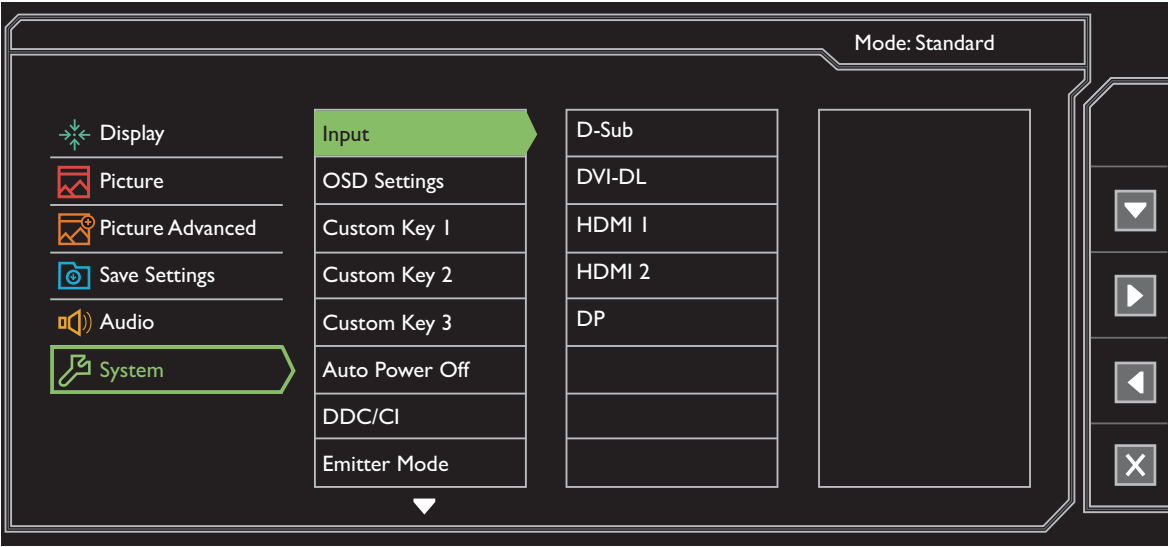 Mode: Standard
Display
Picture
Picture Advanced
Save Settings
Audio
System
Input
OSD Settings
Custom Key 1
Custom Key 2
Custom Key 3
Auto Power Off
DDC/CI
Emitter Mode
D-Sub
DVI-DL
HDMI 1
HDMI 2
DP
X